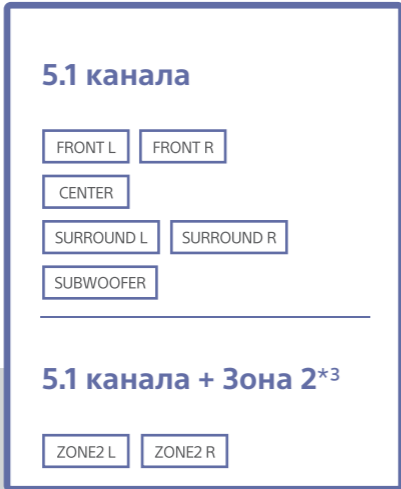 5.1 канала
FRONT L FRONT R
CENTER
SURROUND L SURROUND R
SUBWOOFER
5.1 канала + Зона 2*3
ZONE2 L ZONE2 R